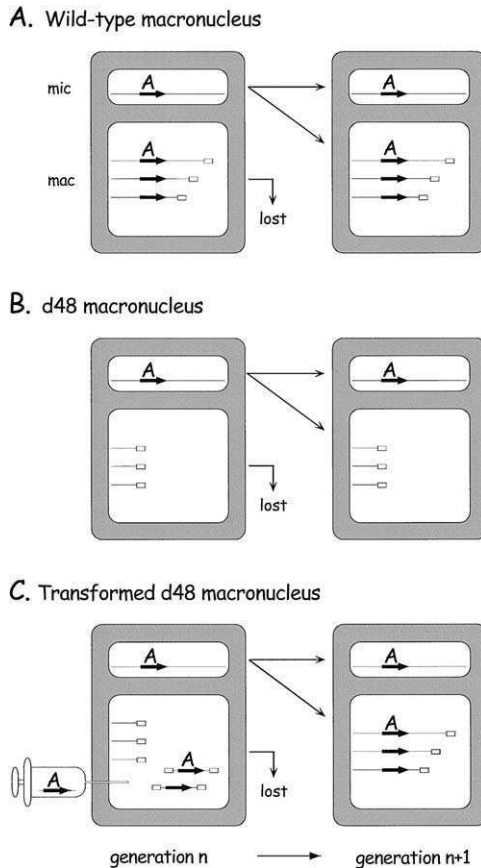 A. Wild-type macronucleus
mic
A
A
mac
A
A
lost
B. d48 macronucleus
A
A
lost
C. Transformed d48 macronucleus
A
A
A
A
A
lost
generation n
generation n+1